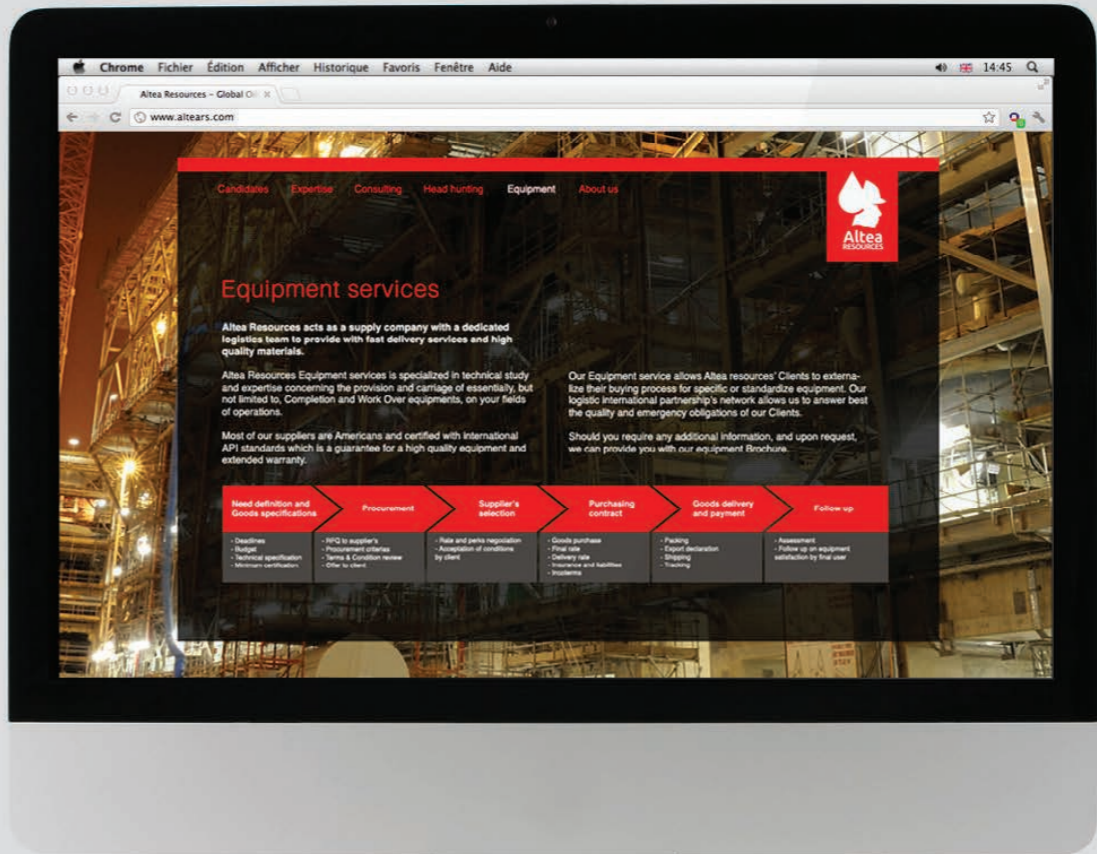 Chrome Fichier Édition Afficher Historique Favoris Fenêtre Aide 14:45
Altea Resources – Global
www.altears.com
Candidates Expertise Consulting Head hunting Equipment About us
Altea
RESOURCES
Equipment services
Altea Resources acts as a supply company with a dedicated
logistics team to provide with fast delivery services and high
quality materials.
Altea Resources Equipment services is specialized in technical study
and expertise concerning the provision and carriage of essentially, but
not limited to, Completion and Work Over equipments, on your fields
of operations.
Most of our suppliers are Americans and certified with international
API standards which is a guarantee for a high quality equipment and
extended warranty.
Our Equipment service allows Altea resources' Clients to externa-
lize their buying process for specific or standardize equipment. Our
logistic international partnership's network allows us to answer best
the quality and emergency obligations of our Clients.
Should you require any additional information, and upon request,
we can provide you with our equipment Brochure.
Need definition and
Goods specifications
- Deadlines
- Budget
- Technical specification
- Minimum certification
Procurement
- RFQ to supplier's
- Procurement criterias
- Terms & Condition review
- Offer to client
Supplier's
selection
- Rate and perks negociation
- Acceptation of conditions
by client
Purchasing
contract
- Goods purchase
- Final rate
- Delivery rate
- Insurance and liabilities
- Incoterms
Goods delivery
and payment
- Packing
- Export declaration
- Shipping
- Tracking
Follow up
- Assessment
- Follow up on equipment
satisfaction by final user